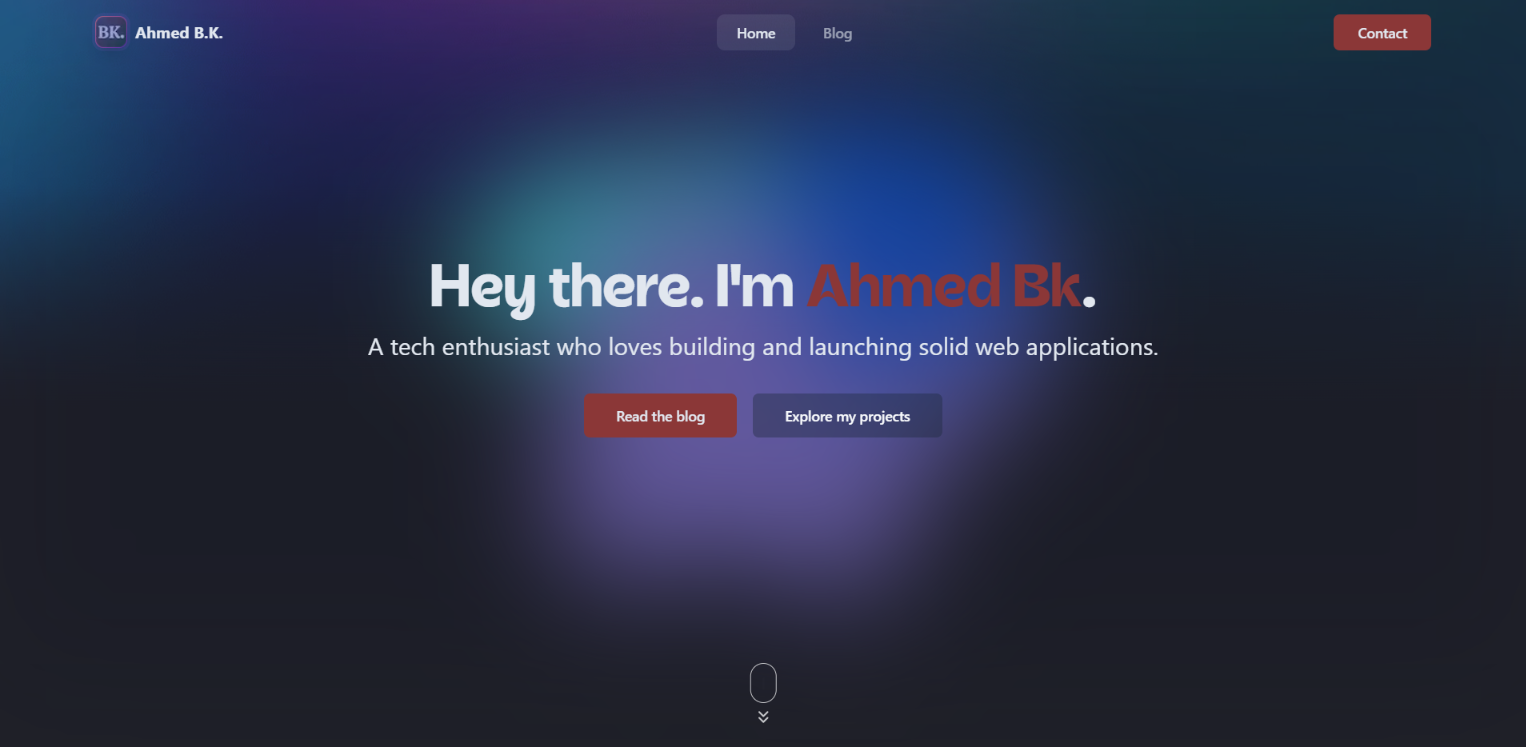 BK. Ahmed B.K. Home Blog Contact
Hey there. I'm Ahmed Bk.
A tech enthusiast who loves building and launching solid web applications.
Read the blog Explore my projects